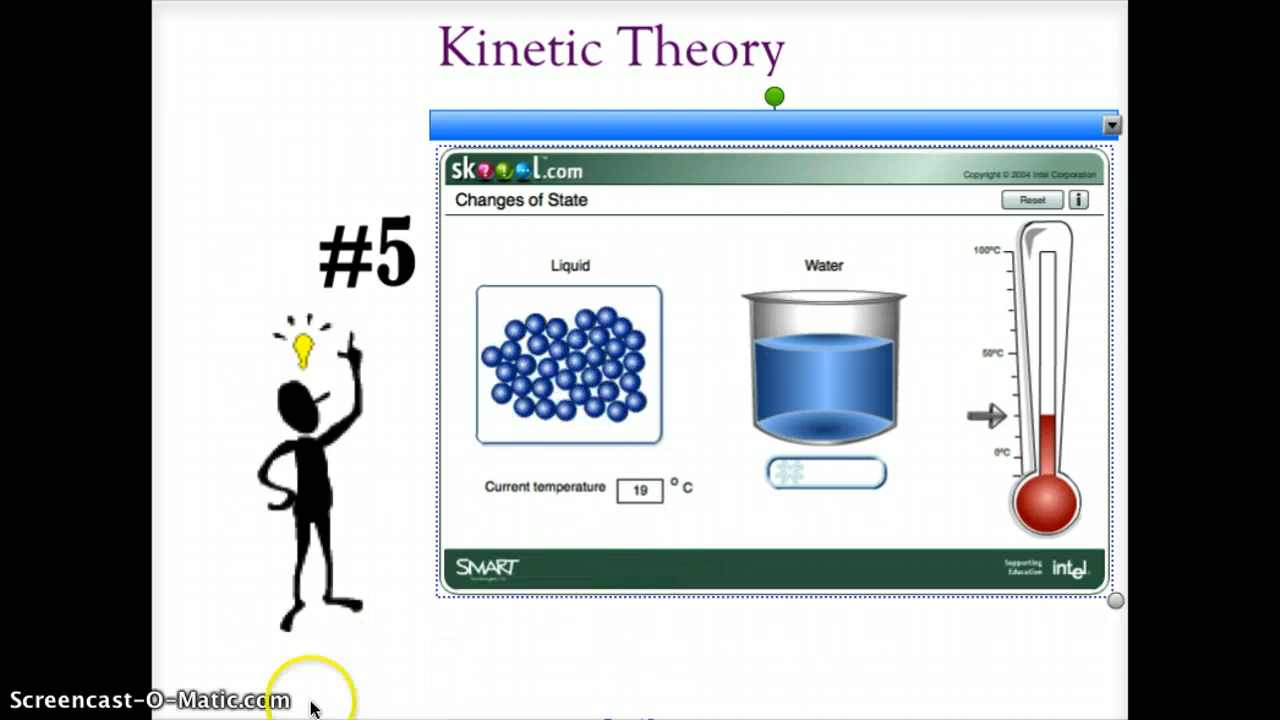 Kinetic Theory
skool.com
Copyright © 2004 Intel Corporation
Changes of State
Reset
i
#5
Liquid
Water
100°C
50°C
0°C
Current temperature 19 °C
SMART
Supporting
Education
intel
Screencast-O-Matic.com